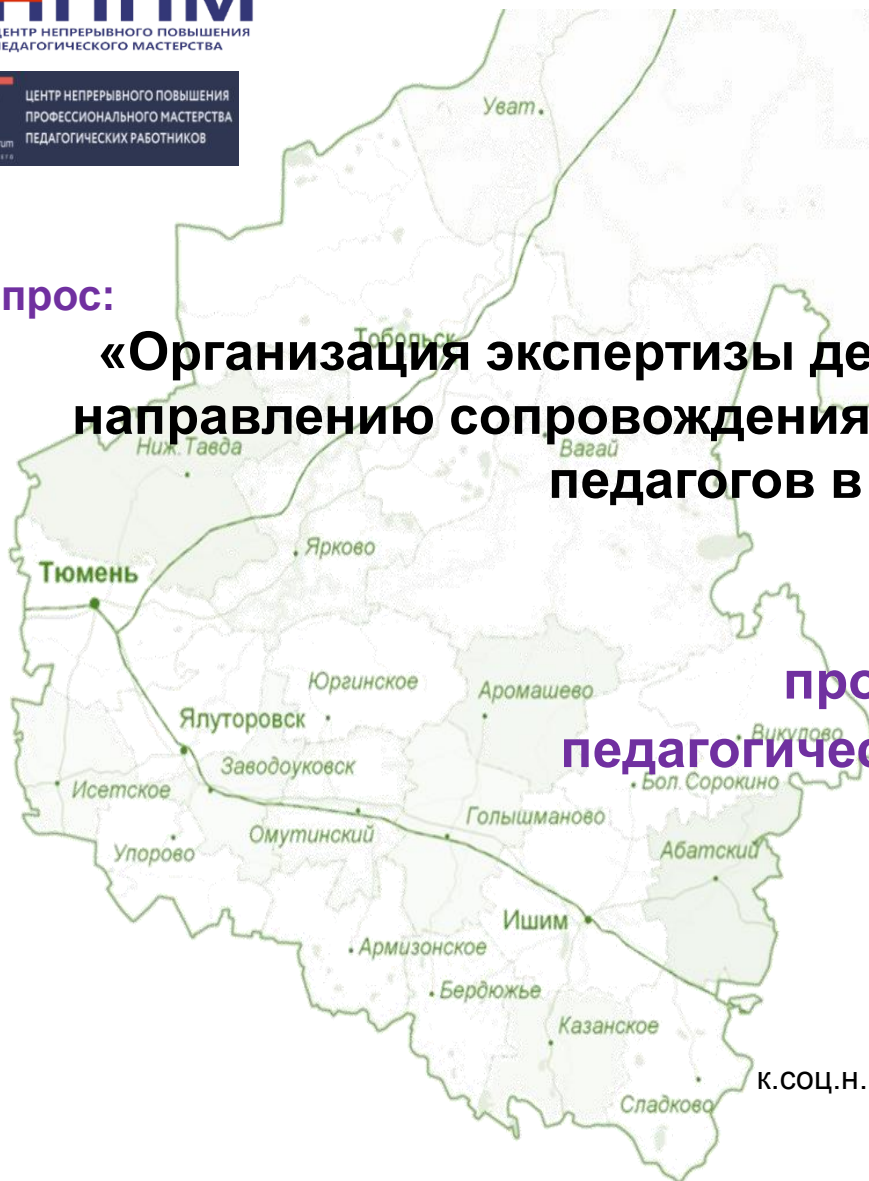 ЦЕНТР НЕПРЕРЫВНОГО ПОВЫШЕНИЯ
ПЕДАГОГИЧЕСКОГО МАСТЕРСТВА
ЦЕНТР НЕПРЕРЫВНОГО ПОВЫШЕНИЯ
ПРОФЕССИОНАЛЬНОГО МАСТЕРСТВА
ПЕДАГОГИЧЕСКИХ РАБОТНИКОВ
Уват
прос:
Тобольск
«Организация экспертизы де
направлению сопровождения
Ниж.Тавда
Вагай
педагогов в
Ярково
Тюмень
Юргинское
Аромашево
про
Ялуторовск
Викулово
педагогичес
Заводоуковск
Бол.Сорокино
Исетское
Голышманово
Омутинский
Упорово
Абатский
Ишим
Армизонское
Бердюжье
Казанское
к.соц.н.
Сладково